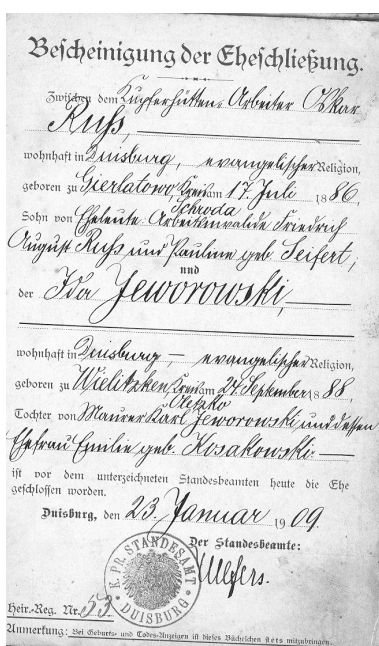 Bescheinigung der Eheschließung.
Zwischen dem Kupferhütten-Arbeiter Oskar
Ruß,
wohnhaft in Duisburg, evangelischer Religion,
geboren zu Gierlatowo, Kreis am 17. Juli 1886,
Schroda
Sohn von Eheleute: Friedrich
August Ruß und Pauline geb. Seifert,
und
der Ida Jeworowski,
wohnhaft in Duisburg, evangelischer Religion,
geboren zu Wielitzken, Kreis am 24. September 1888
Oletzko
Tochter von Maurer Karl Jeworowski, und dessen
Ehefrau Emilie geb. Kosakowski.
ist vor dem unterzeichneten Standesbeamten heute die Ehe
geschlossen worden.
Duisburg, den 23. Januar 1909.
Der Standesbeamte:
K. PR. STANDESAMT
DUISBURG
Heir.-Reg. Nr. 53
Anmerkung: Bei Geburts- und Todes-Anzeigen ist dieses Büchelchen stets mitzubringen.